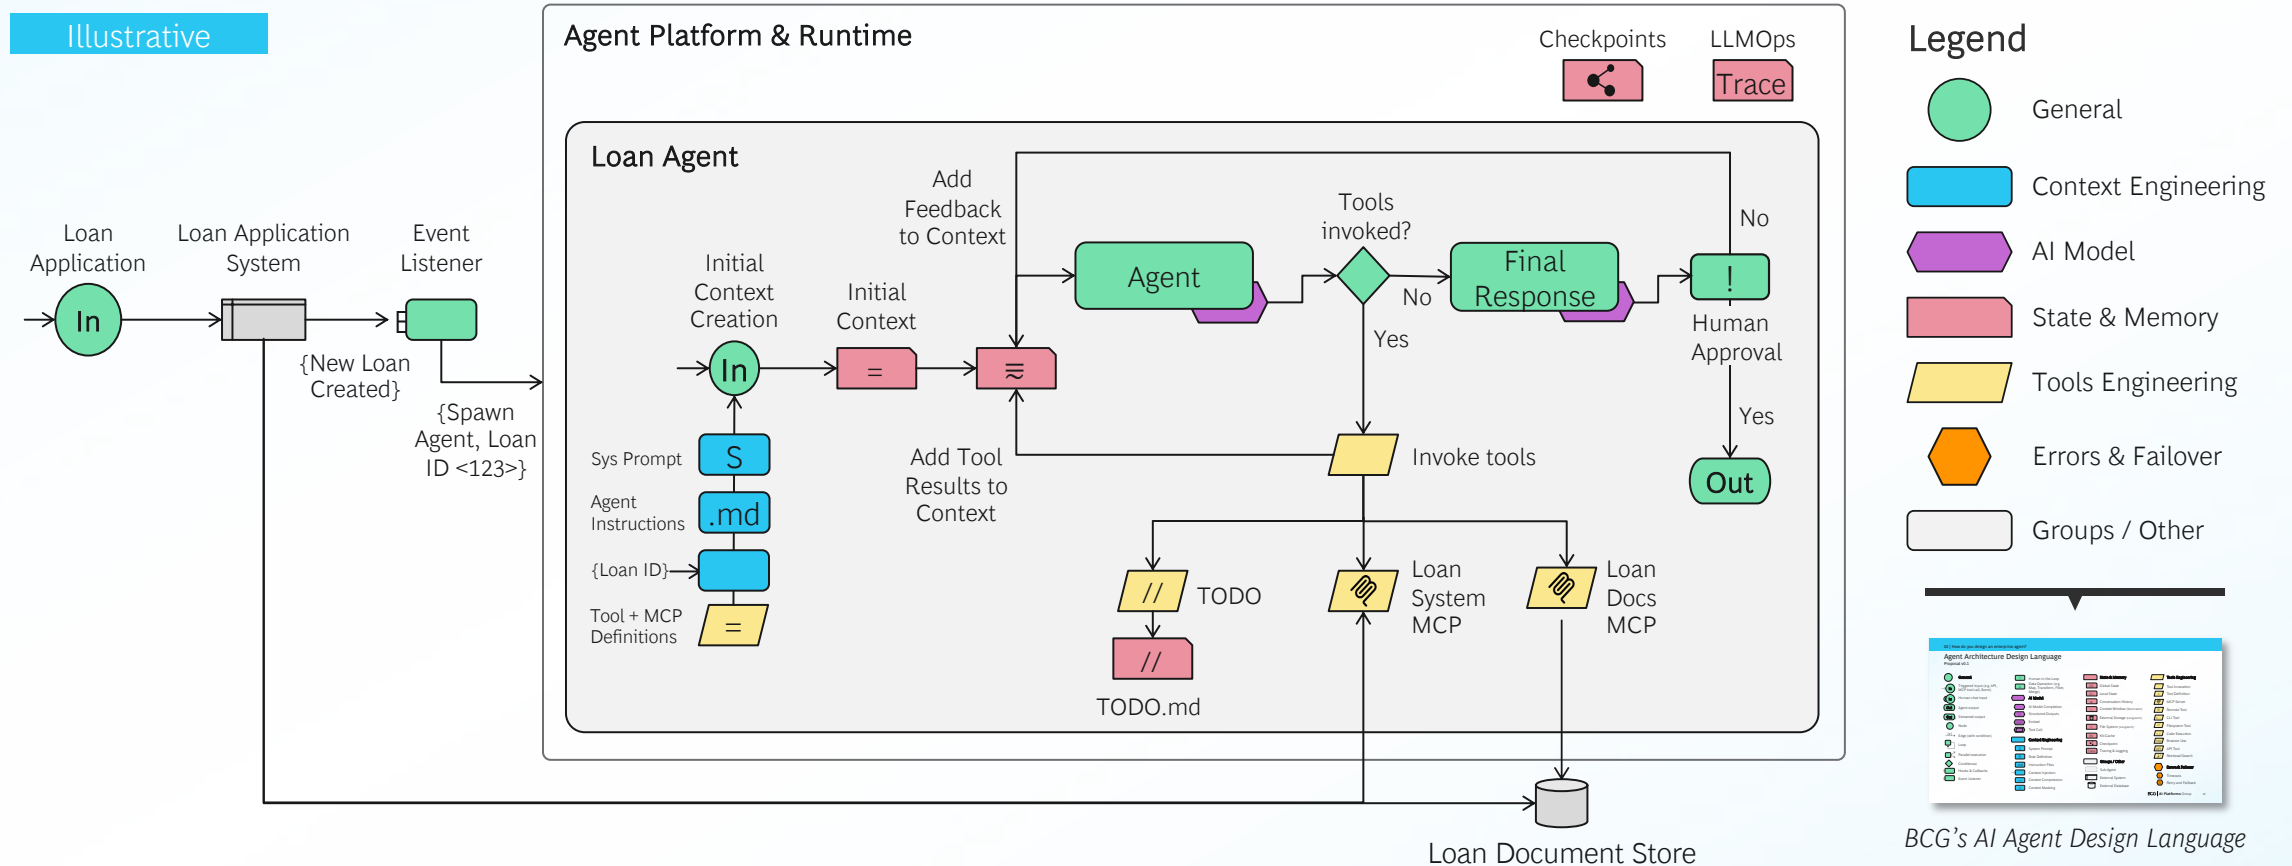 Illustrative
Agent Platform & Runtime
Checkpoints
LLMOps
Trace
Loan Agent
Loan
Application
In
Loan Application
System
Event
Listener
{New Loan
Created}
{Spawn
Agent, Loan
ID <123>}
Initial
Context
Creation
In
Initial
Context
=
Add
Feedback
to Context
Agent
Tools
invoked?
No
Yes
Final
Response
!
No
Human
Approval
Yes
Out
Sys Prompt
S
Agent
Instructions
.md
{Loan ID}
Tool + MCP
Definitions
=
Add Tool
Results to
Context
Invoke tools
//
TODO
//
TODO.md
Loan
System
MCP
Loan
Docs
MCP
Loan Document Store
Legend
General
Context Engineering
AI Model
State & Memory
Tools Engineering
Errors & Failover
Groups / Other
Agent Architecture Design Language
BCG's AI Agent Design Language